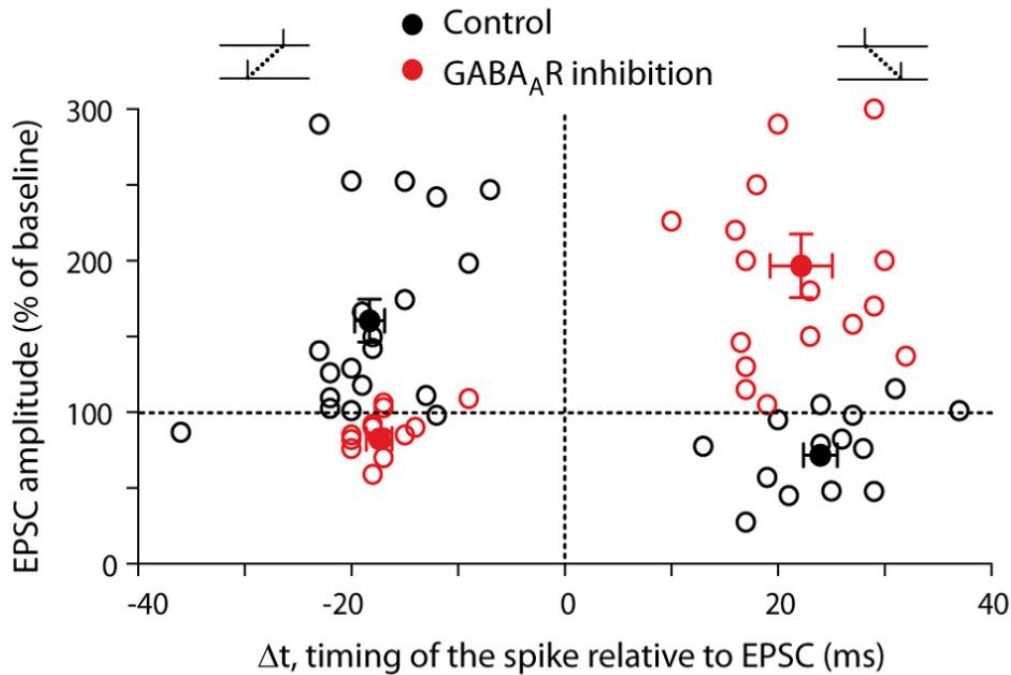 Control
GABA_AR inhibition
300
200
100
0
EPSC amplitude (% of baseline)
-40
-20
0
20
40
Δt, timing of the spike relative to EPSC (ms)